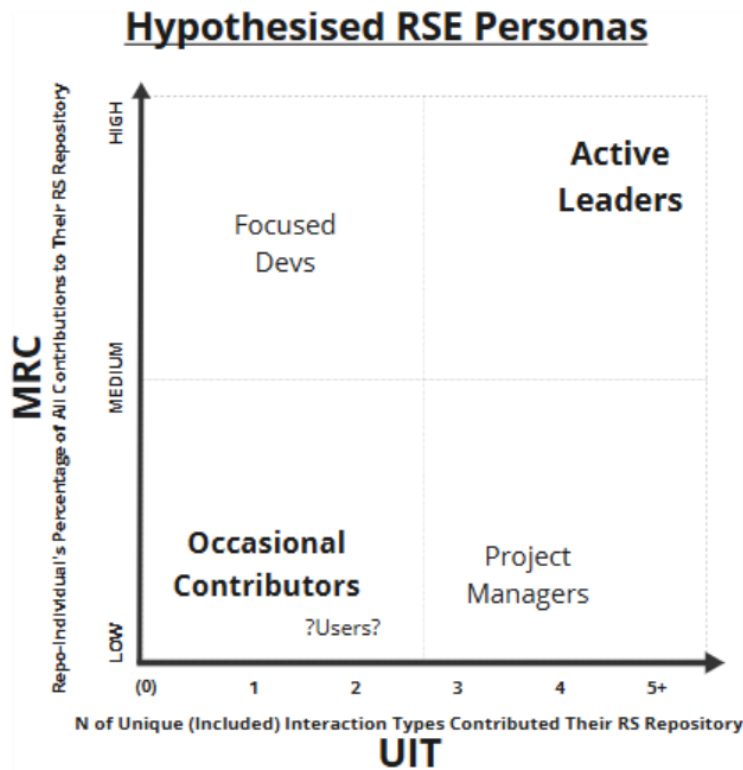 Hypothesised RSE Personas
HIGH
MEDIUM
LOW
MRC
Repo-Individual's Percentage of All Contributions to Their RS Repository
Focused
Devs
Active
Leaders
Occasional
Contributors
?Users?
Project
Managers
(0) 1 2 3 4 5+
N of Unique (Included) Interaction Types Contributed Their RS Repository
UIT